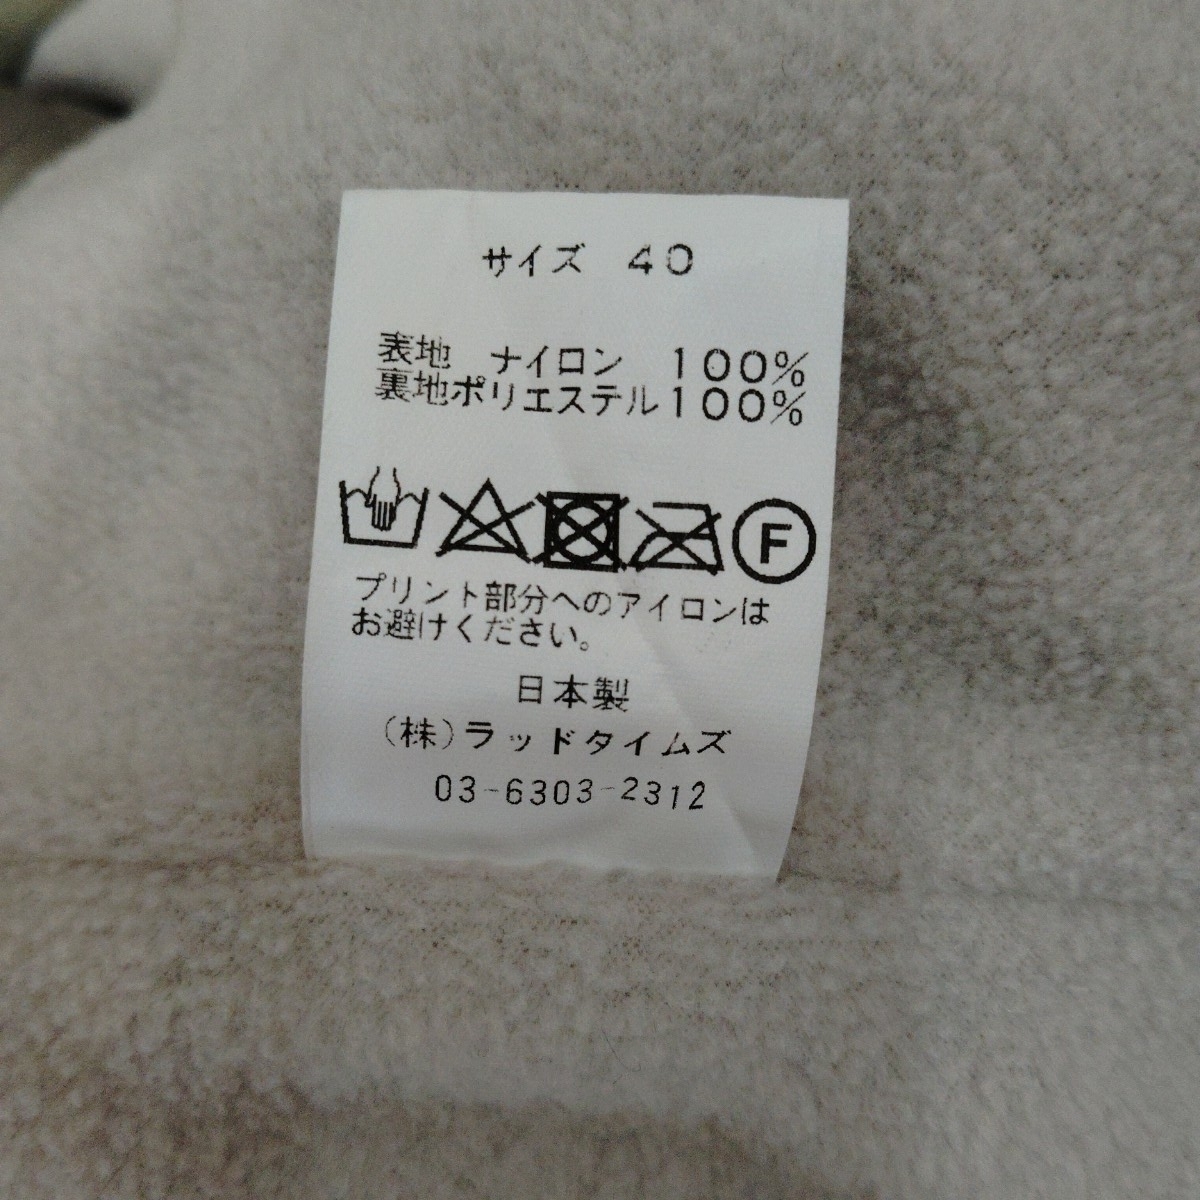 サイズ 40
表地 ナイロン 100%
裏地ポリエステル100%
F
プリント部分へのアイロンは
お避けください。
日本製
(株)ラッドタイムズ
03-6303-2312